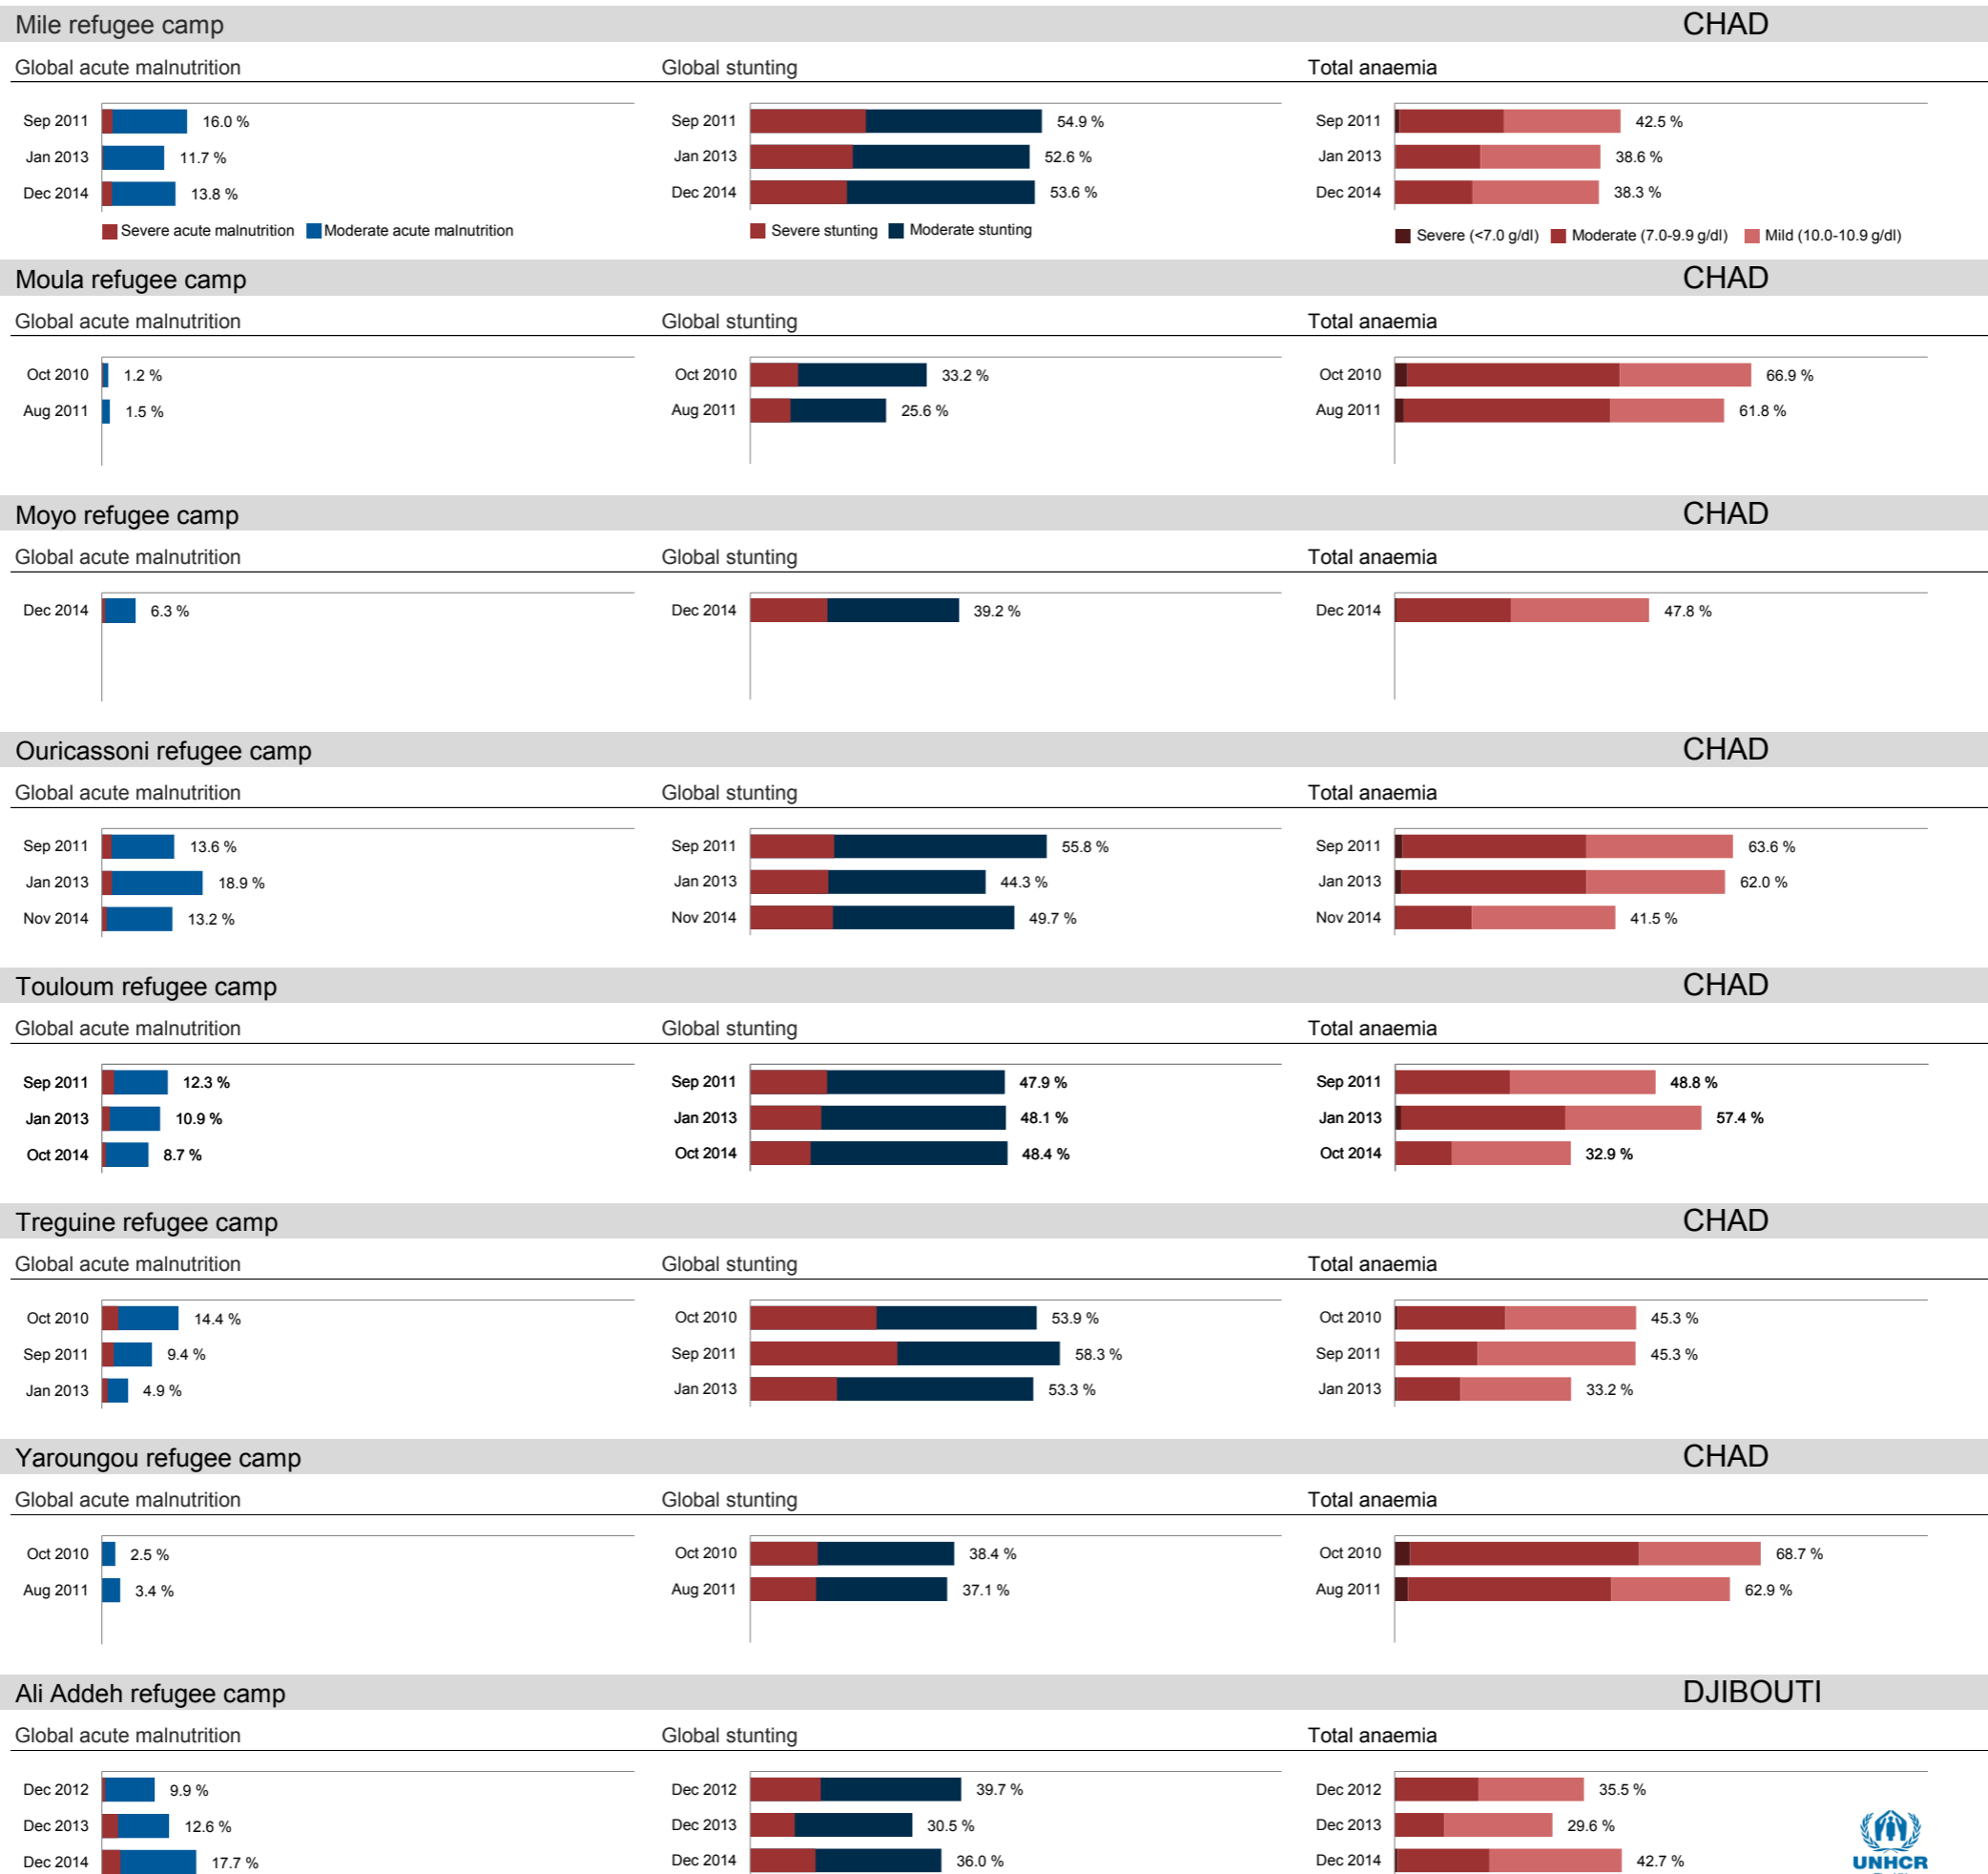 Mile refugee camp CHAD
Global acute malnutrition Global stunting Total anaemia
Sep 2011 16.0 % Sep 2011 54.9 % Sep 2011 42.5 %
Jan 2013 11.7 % Jan 2013 52.6 % Jan 2013 38.6 %
Dec 2014 13.8 % Dec 2014 53.6 % Dec 2014 38.3 %
Severe acute malnutrition Moderate acute malnutrition Severe stunting Moderate stunting Severe (<7.0 g/dl) Moderate (7.0-9.9 g/dl) Mild (10.0-10.9 g/dl)
Moula refugee camp CHAD
Global acute malnutrition Global stunting Total anaemia
Oct 2010 1.2 % Oct 2010 33.2 % Oct 2010 66.9 %
Aug 2011 1.5 % Aug 2011 25.6 % Aug 2011 61.8 %
Moyo refugee camp CHAD
Global acute malnutrition Global stunting Total anaemia
Dec 2014 6.3 % Dec 2014 39.2 % Dec 2014 47.8 %
Ouricassoni refugee camp CHAD
Global acute malnutrition Global stunting Total anaemia
Sep 2011 13.6 % Sep 2011 55.8 % Sep 2011 63.6 %
Jan 2013 18.9 % Jan 2013 44.3 % Jan 2013 62.0 %
Nov 2014 13.2 % Nov 2014 49.7 % Nov 2014 41.5 %
Touloum refugee camp CHAD
Global acute malnutrition Global stunting Total anaemia
Sep 2011 12.3 % Sep 2011 47.9 % Sep 2011 48.8 %
Jan 2013 10.9 % Jan 2013 48.1 % Jan 2013 57.4 %
Oct 2014 8.7 % Oct 2014 48.4 % Oct 2014 32.9 %
Treguine refugee camp CHAD
Global acute malnutrition Global stunting Total anaemia
Oct 2010 14.4 % Oct 2010 53.9 % Oct 2010 45.3 %
Sep 2011 9.4 % Sep 2011 58.3 % Sep 2011 45.3 %
Jan 2013 4.9 % Jan 2013 53.3 % Jan 2013 33.2 %
Yaroungou refugee camp CHAD
Global acute malnutrition Global stunting Total anaemia
Oct 2010 2.5 % Oct 2010 38.4 % Oct 2010 68.7 %
Aug 2011 3.4 % Aug 2011 37.1 % Aug 2011 62.9 %
Ali Addeh refugee camp DJIBOUTI
Global acute malnutrition Global stunting Total anaemia
Dec 2012 9.9 % Dec 2012 39.7 % Dec 2012 35.5 %
Dec 2013 12.6 % Dec 2013 30.5 % Dec 2013 29.6 %
Dec 2014 17.7 % Dec 2014 36.0 % Dec 2014 42.7 %
UNHCR